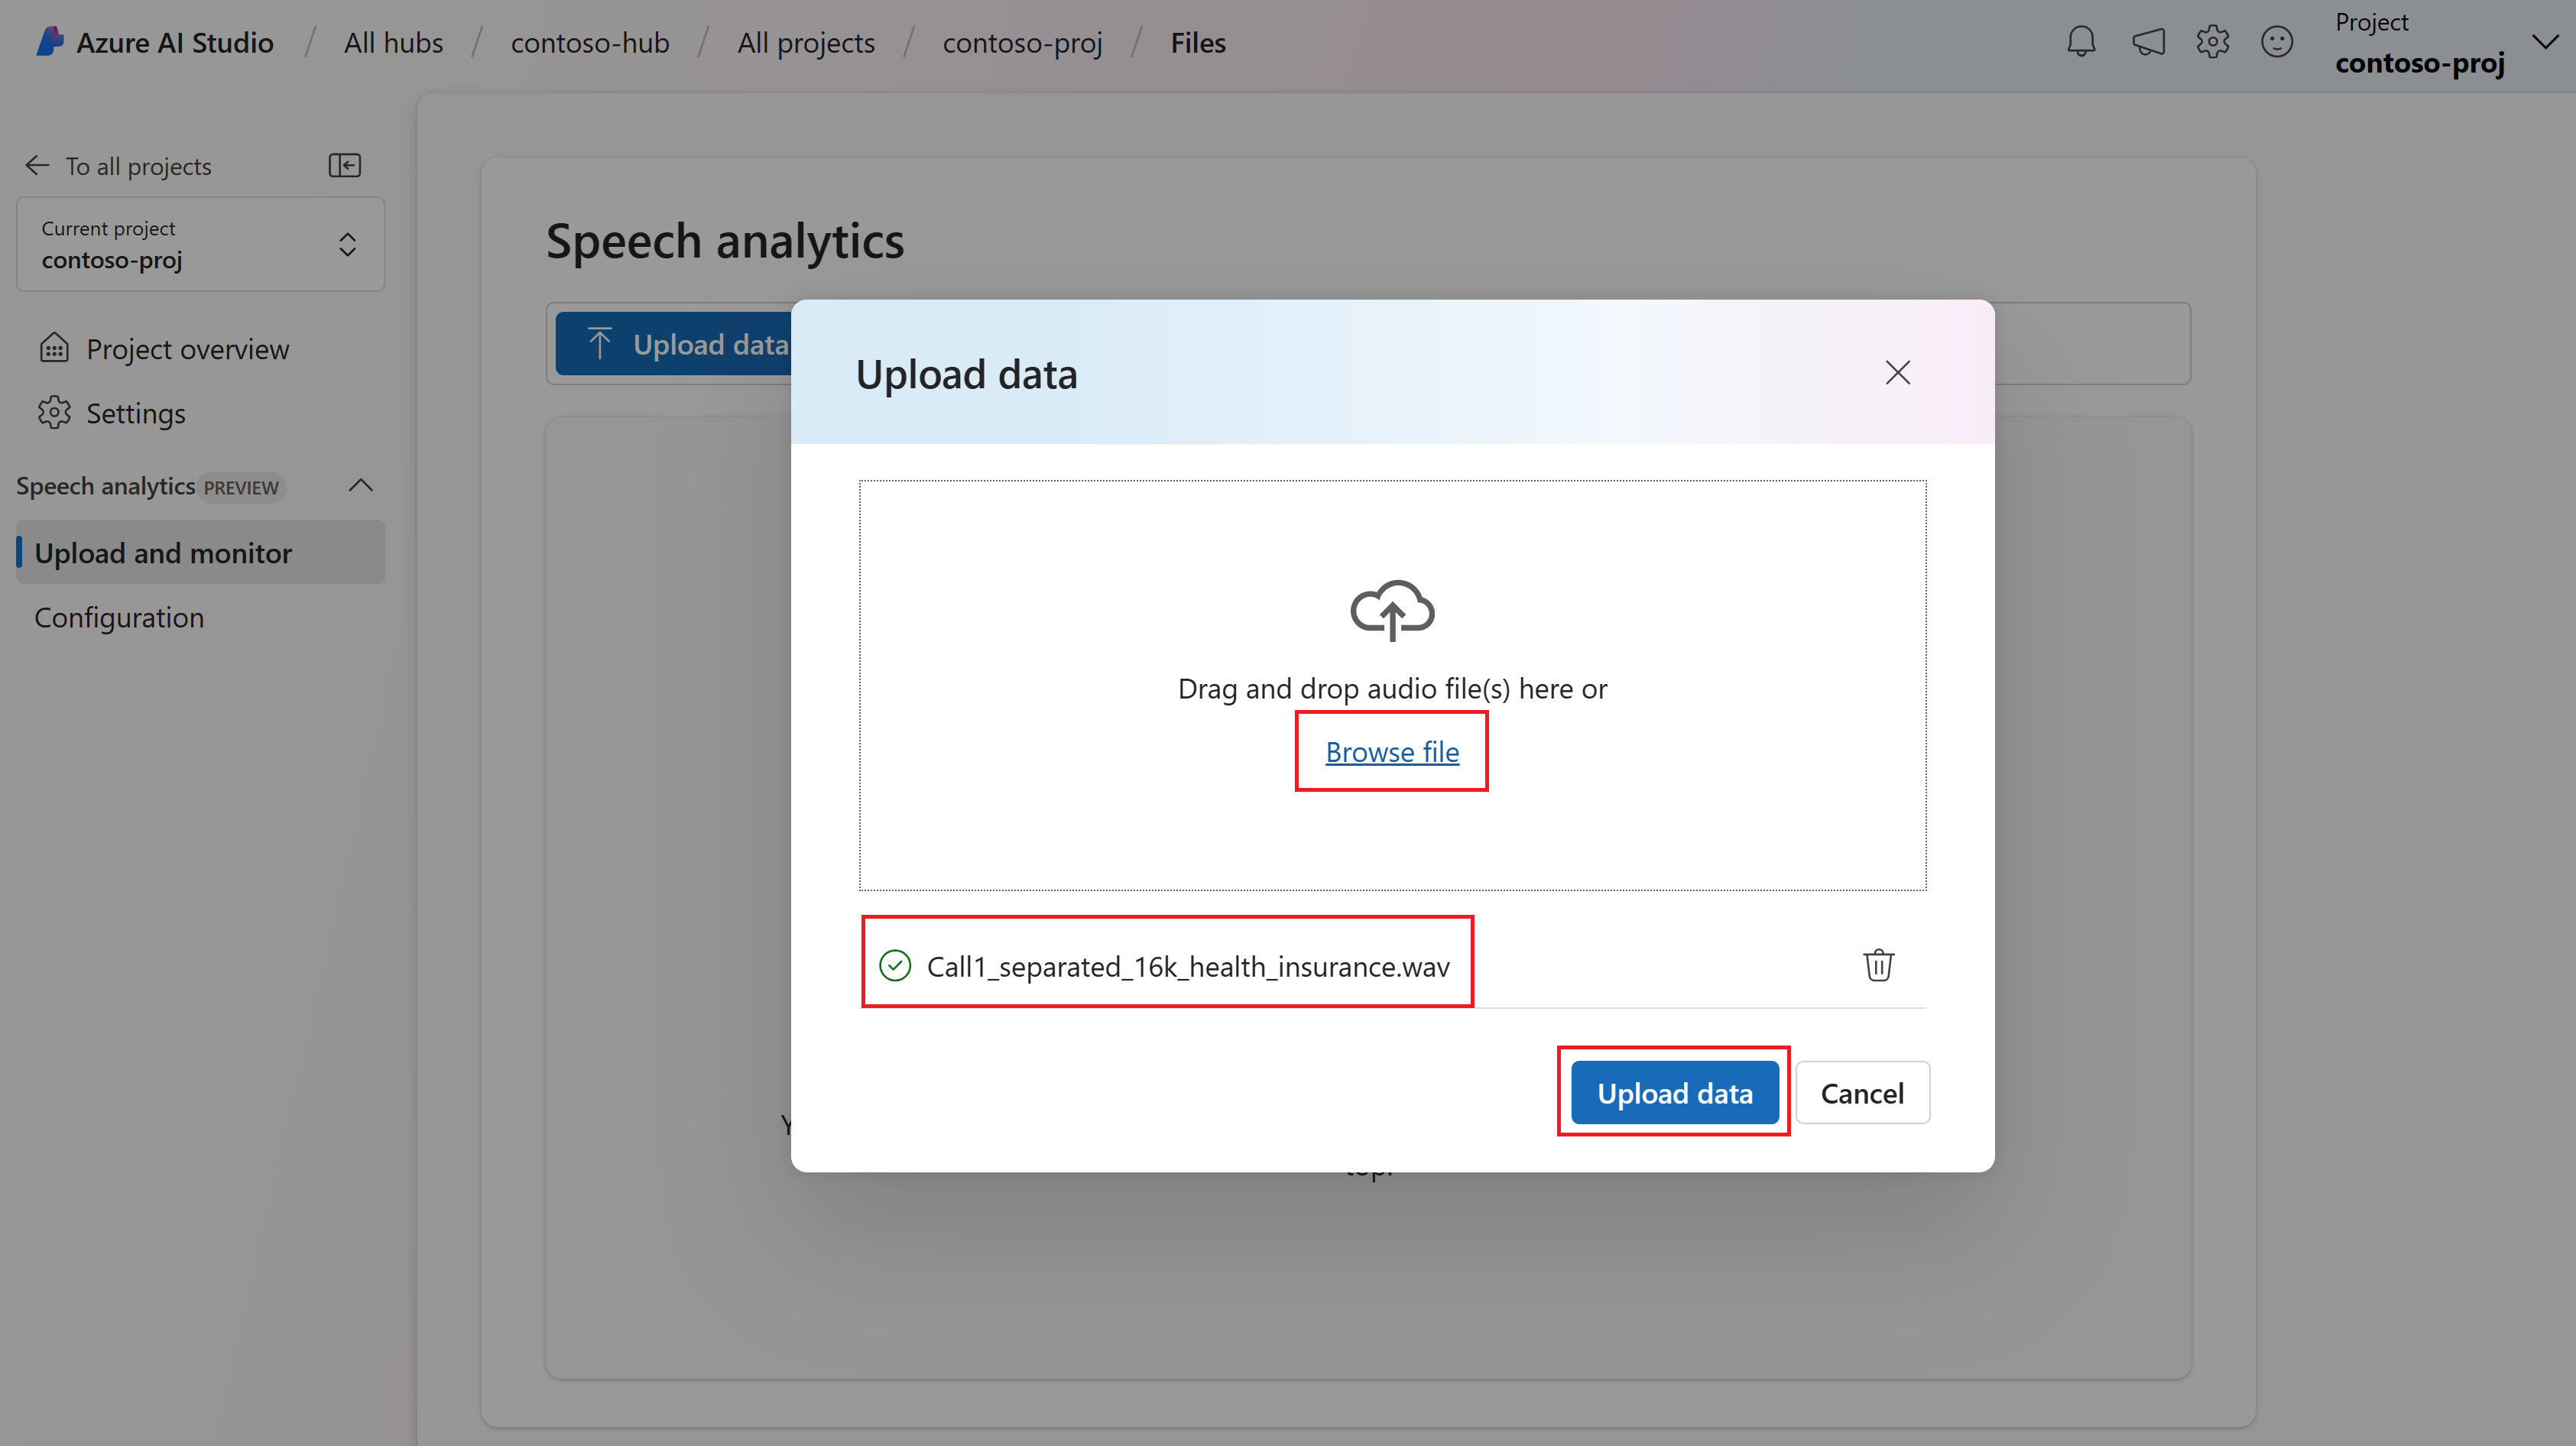 Azure AI Studio / All hubs / contoso-hub / All projects / contoso-proj / Files
Project
contoso-proj
To all projects
Current project
contoso-proj
Project overview
Settings
Speech analytics PREVIEW
Upload and monitor
Configuration
Speech analytics
Upload data
Upload data
Drag and drop audio file(s) here or
Browse file
Call1_separated_16k_health_insurance.wav
Upload data
Cancel
top.